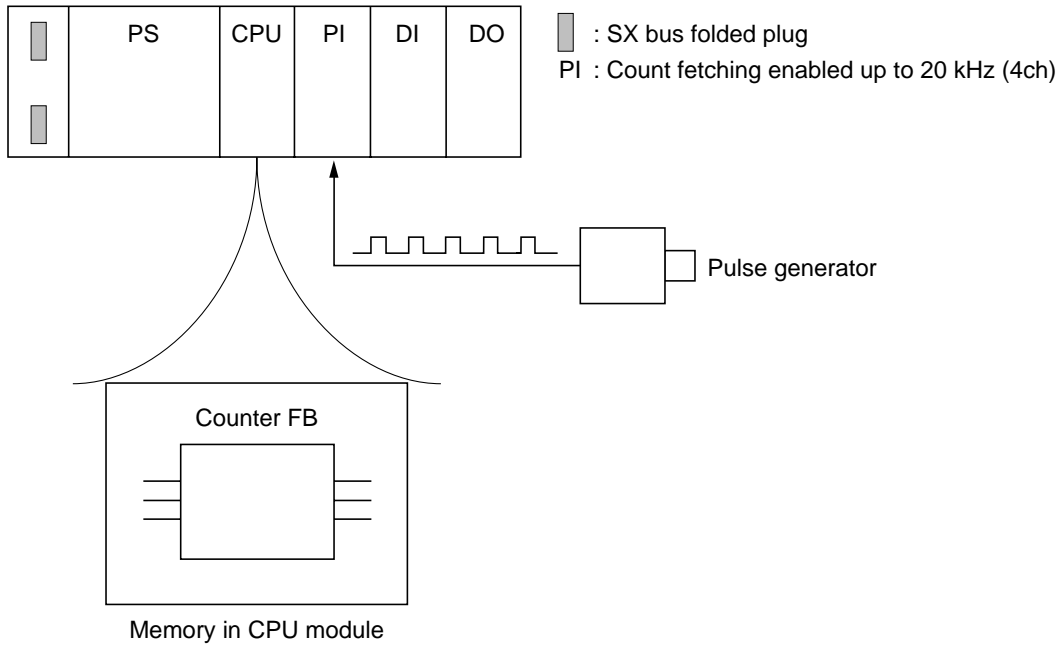 PS CPU PI DI DO
: SX bus folded plug
PI : Count fetching enabled up to 20 kHz (4ch)
Pulse generator
Counter FB
Memory in CPU module